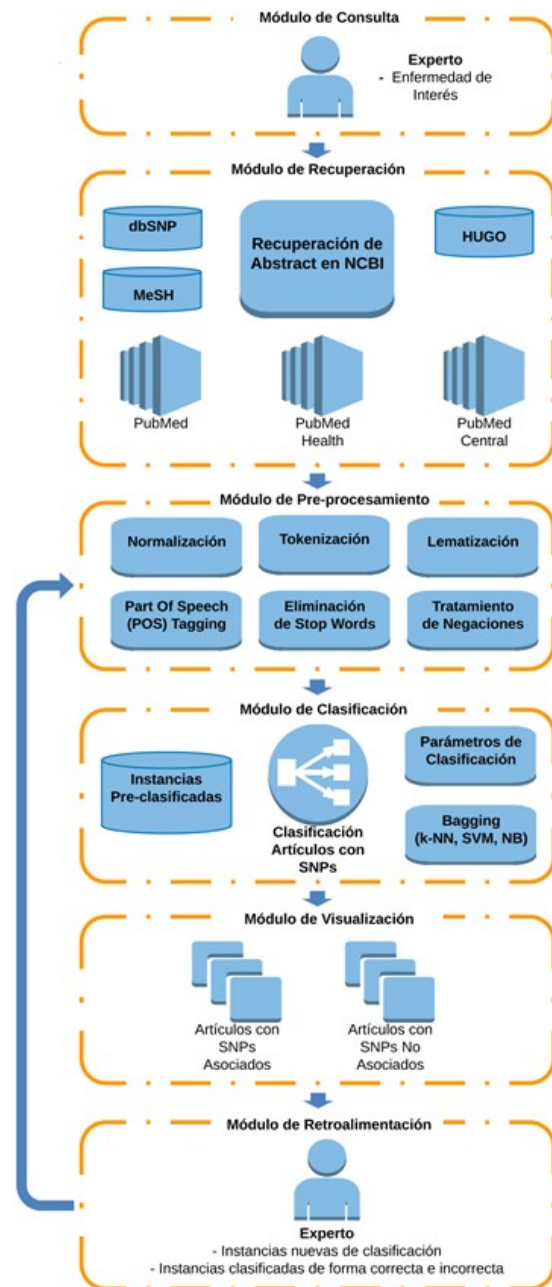 Módulo de Consulta
Experto
- Enfermedad de
Interés
Módulo de Recuperación
dbSNP
MeSH
Recuperación de
Abstract en NCBI
HUGO
PubMed
PubMed
Health
PubMed
Central
Módulo de Pre-procesamiento
Normalización
Tokenización
Lematización
Part Of Speech
(POS) Tagging
Eliminación
de Stop Words
Tratamiento
de Negaciones
Módulo de Clasificación
Instancias
Pre-clasificadas
Clasificación
Artículos con
SNPs
Parámetros de
Clasificación
Bagging
(k-NN, SVM, NB)
Módulo de Visualización
Artículos con
SNPs
Asociados
Artículos con
SNPs No
Asociados
Módulo de Retroalimentación
Experto
- Instancias nuevas de clasificación
- Instancias clasificadas de forma correcta e incorrecta